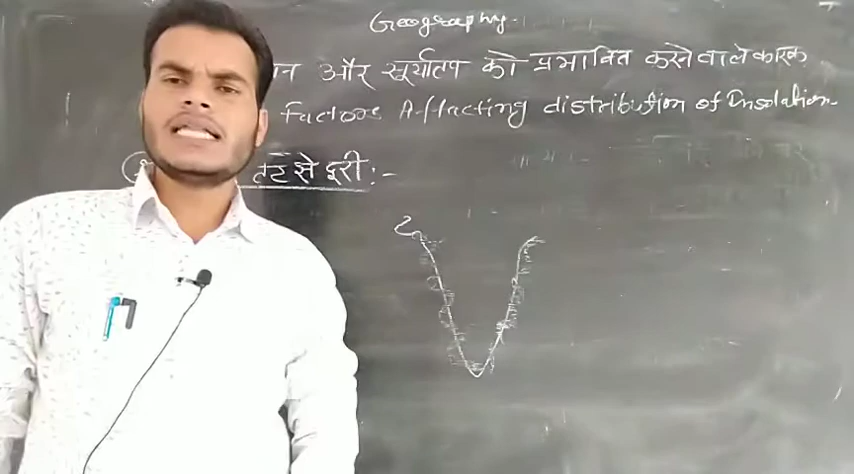 Geography.
और सूर्यातप को प्रभावित करने वाले कारक
Factors Affecting distribution of Insolation
तट से दूरी :-